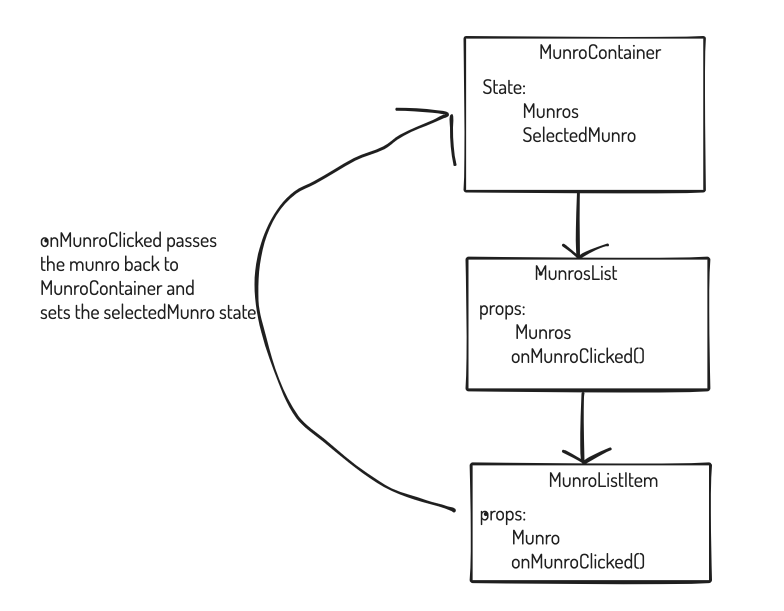 MunroContainer
State:
Munros
SelectedMunro
onMunroClicked passes
the munro back to
MunroContainer and
sets the selectedMunro state
MunrosList
props:
Munros
onMunroClicked()
MunroListItem
props:
Munro
onMunroClicked()